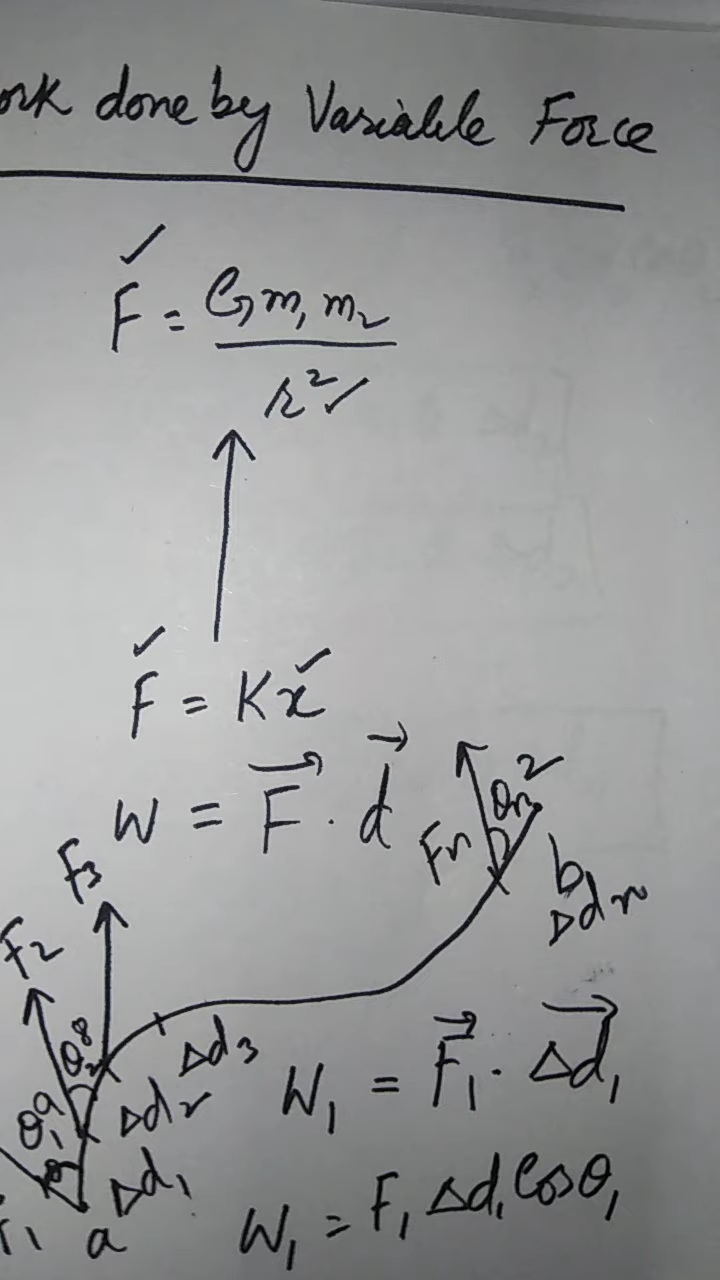 ork done by Variable Force
F = Gm₁m₂
r²
F = Kx
W = F⃗ . d⃗
Fn θn
F3
b
Δdn
F2
Δd3
θ2
W₁ = F⃗₁ . Δd⃗₁
θ1
Δd2
Δd₁
F1 a
W₁ = F₁ Δd₁ Cosθ₁